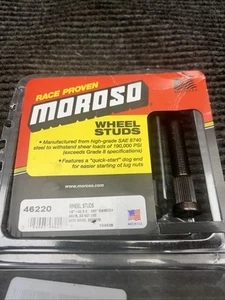 RACE PROVEN
MOROSO
WHEEL
STUDS
• Manufactured from high-grade SAE 8740
steel to withstand shear loads of 190,000 PSI
(exceeds Grade 8 specifications)
• Features a "quick-start" dog end
for easier starting of lug nuts
www.moroso.com
46220
WHEEL STUDS